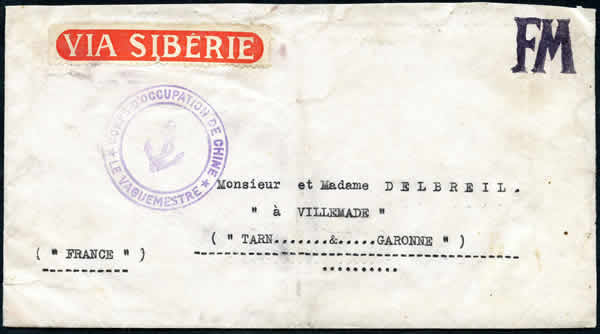 VIA SIBÉRIE
FM
CORPS D'OCCUPATION DE CHINE
★ LE VAGUEMESTRE ★
Monsieur et Madame DELBREIL.
" à VILLEMADE "
( " TARN.......&.....GARONNE " )
( " FRANCE " )